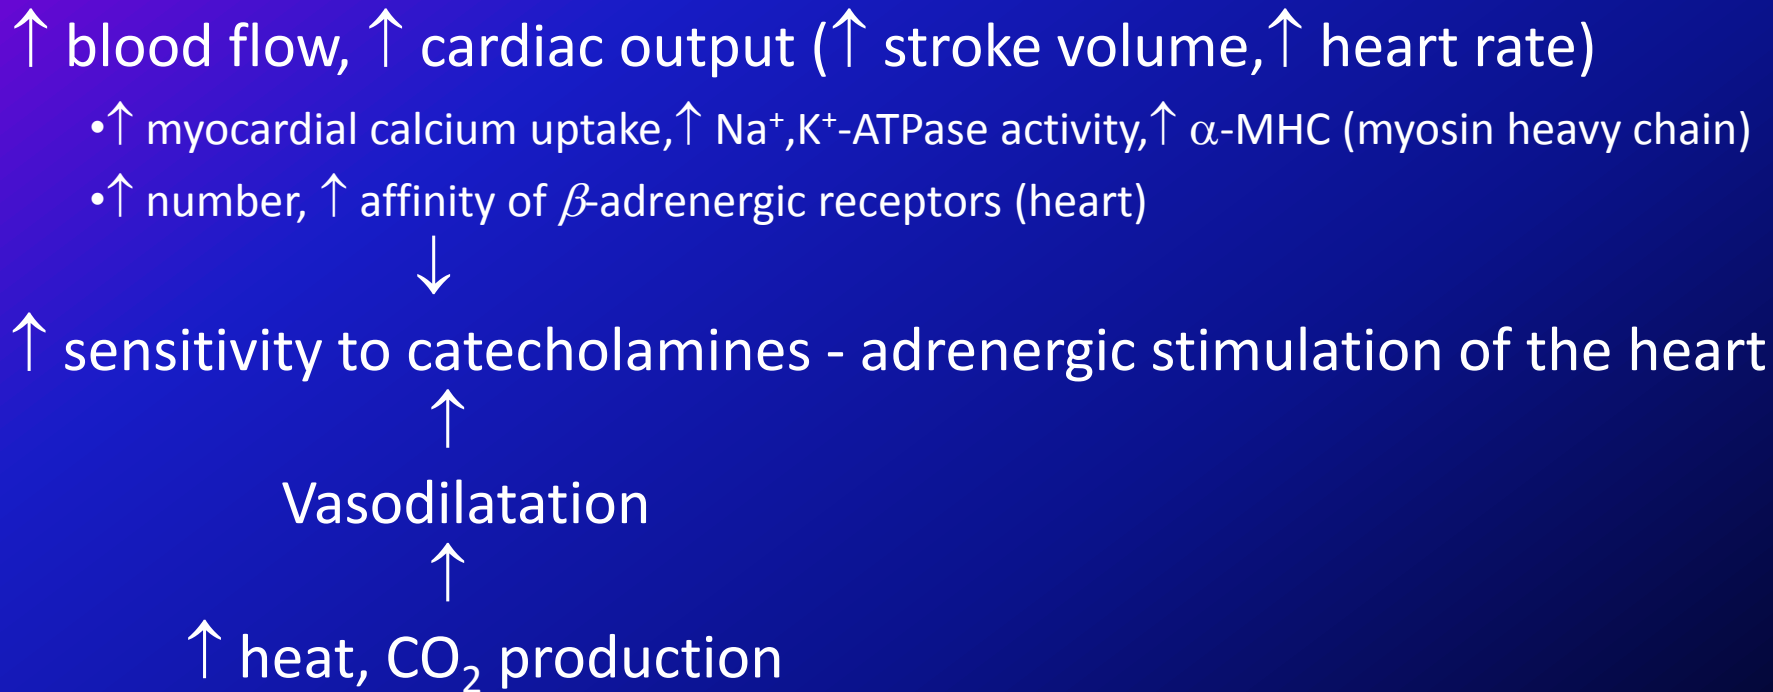 ↑ blood flow, ↑ cardiac output (↑ stroke volume,↑ heart rate)
•↑ myocardial calcium uptake,↑ Na⁺,K⁺-ATPase activity,↑ α-MHC (myosin heavy chain)
•↑ number, ↑ affinity of β-adrenergic receptors (heart)
↓
↑ sensitivity to catecholamines - adrenergic stimulation of the heart
↑
Vasodilatation
↑
↑ heat, CO₂ production